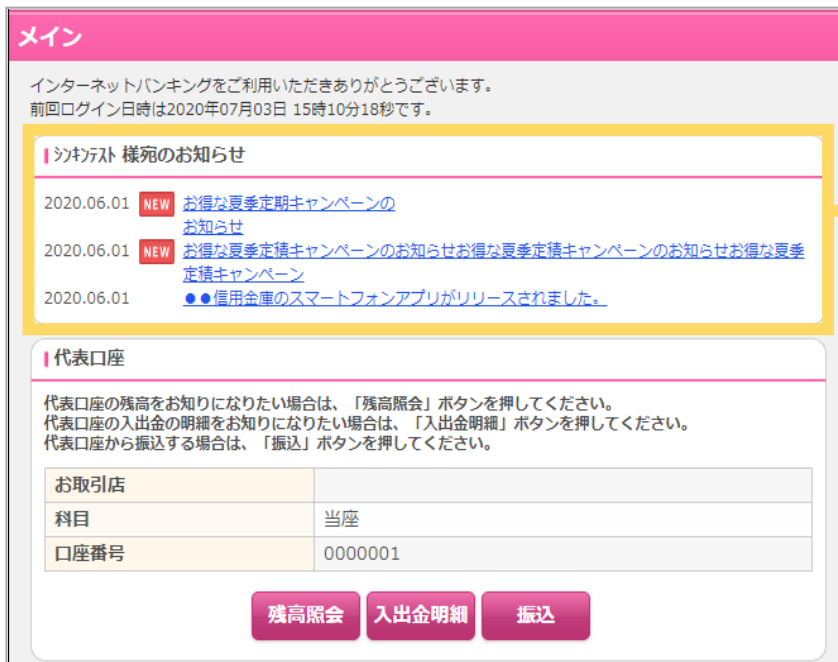 メイン
インターネットバンキングをご利用いただきありがとうございます。
前回ログイン日時は2020年07月03日 15時10分18秒です。
ｼﾝｷﾝﾃｽﾄ 様宛のお知らせ
2020.06.01 NEW お得な夏季定期キャンペーンの
お知らせ
2020.06.01 NEW お得な夏季定積キャンペーンのお知らせお得な夏季定積キャンペーンのお知らせお得な夏季
定積キャンペーン
2020.06.01 ●●信用金庫のスマートフォンアプリがリリースされました。
代表口座
代表口座の残高をお知りになりたい場合は、「残高照会」ボタンを押してください。
代表口座の入出金の明細をお知りになりたい場合は、「入出金明細」ボタンを押してください。
代表口座から振込する場合は、「振込」ボタンを押してください。
お取引店
科目 当座
口座番号 0000001
残高照会 入出金明細 振込